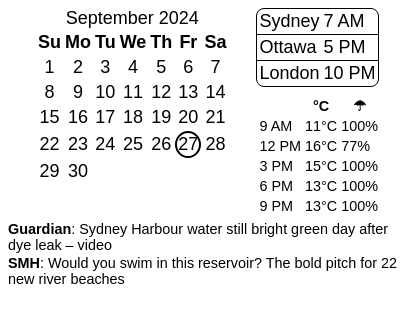 September 2024
Su Mo Tu We Th Fr Sa
1 2 3 4 5 6 7
8 9 10 11 12 13 14
15 16 17 18 19 20 21
22 23 24 25 26 27 28
29 30
Sydney 7 AM
Ottawa 5 PM
London 10 PM
°C ☂
9 AM 11°C 100%
12 PM 16°C 77%
3 PM 15°C 100%
6 PM 13°C 100%
9 PM 13°C 100%
Guardian: Sydney Harbour water still bright green day after
dye leak – video
SMH: Would you swim in this reservoir? The bold pitch for 22
new river beaches